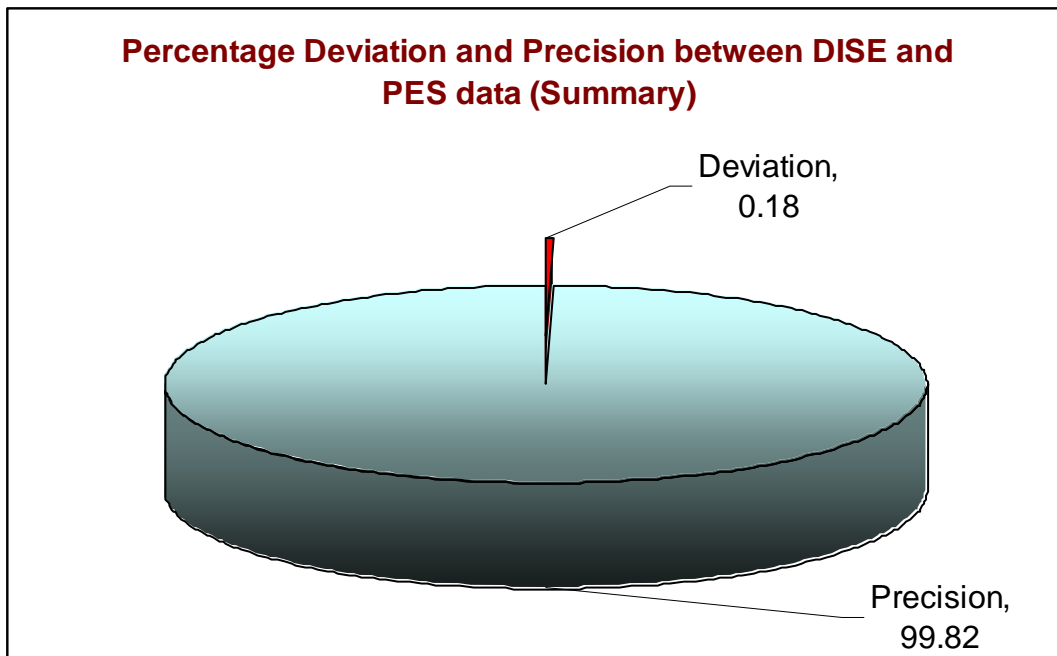 Percentage Deviation and Precision between DISE and
PES data (Summary)
Deviation,
0.18
Precision,
99.82